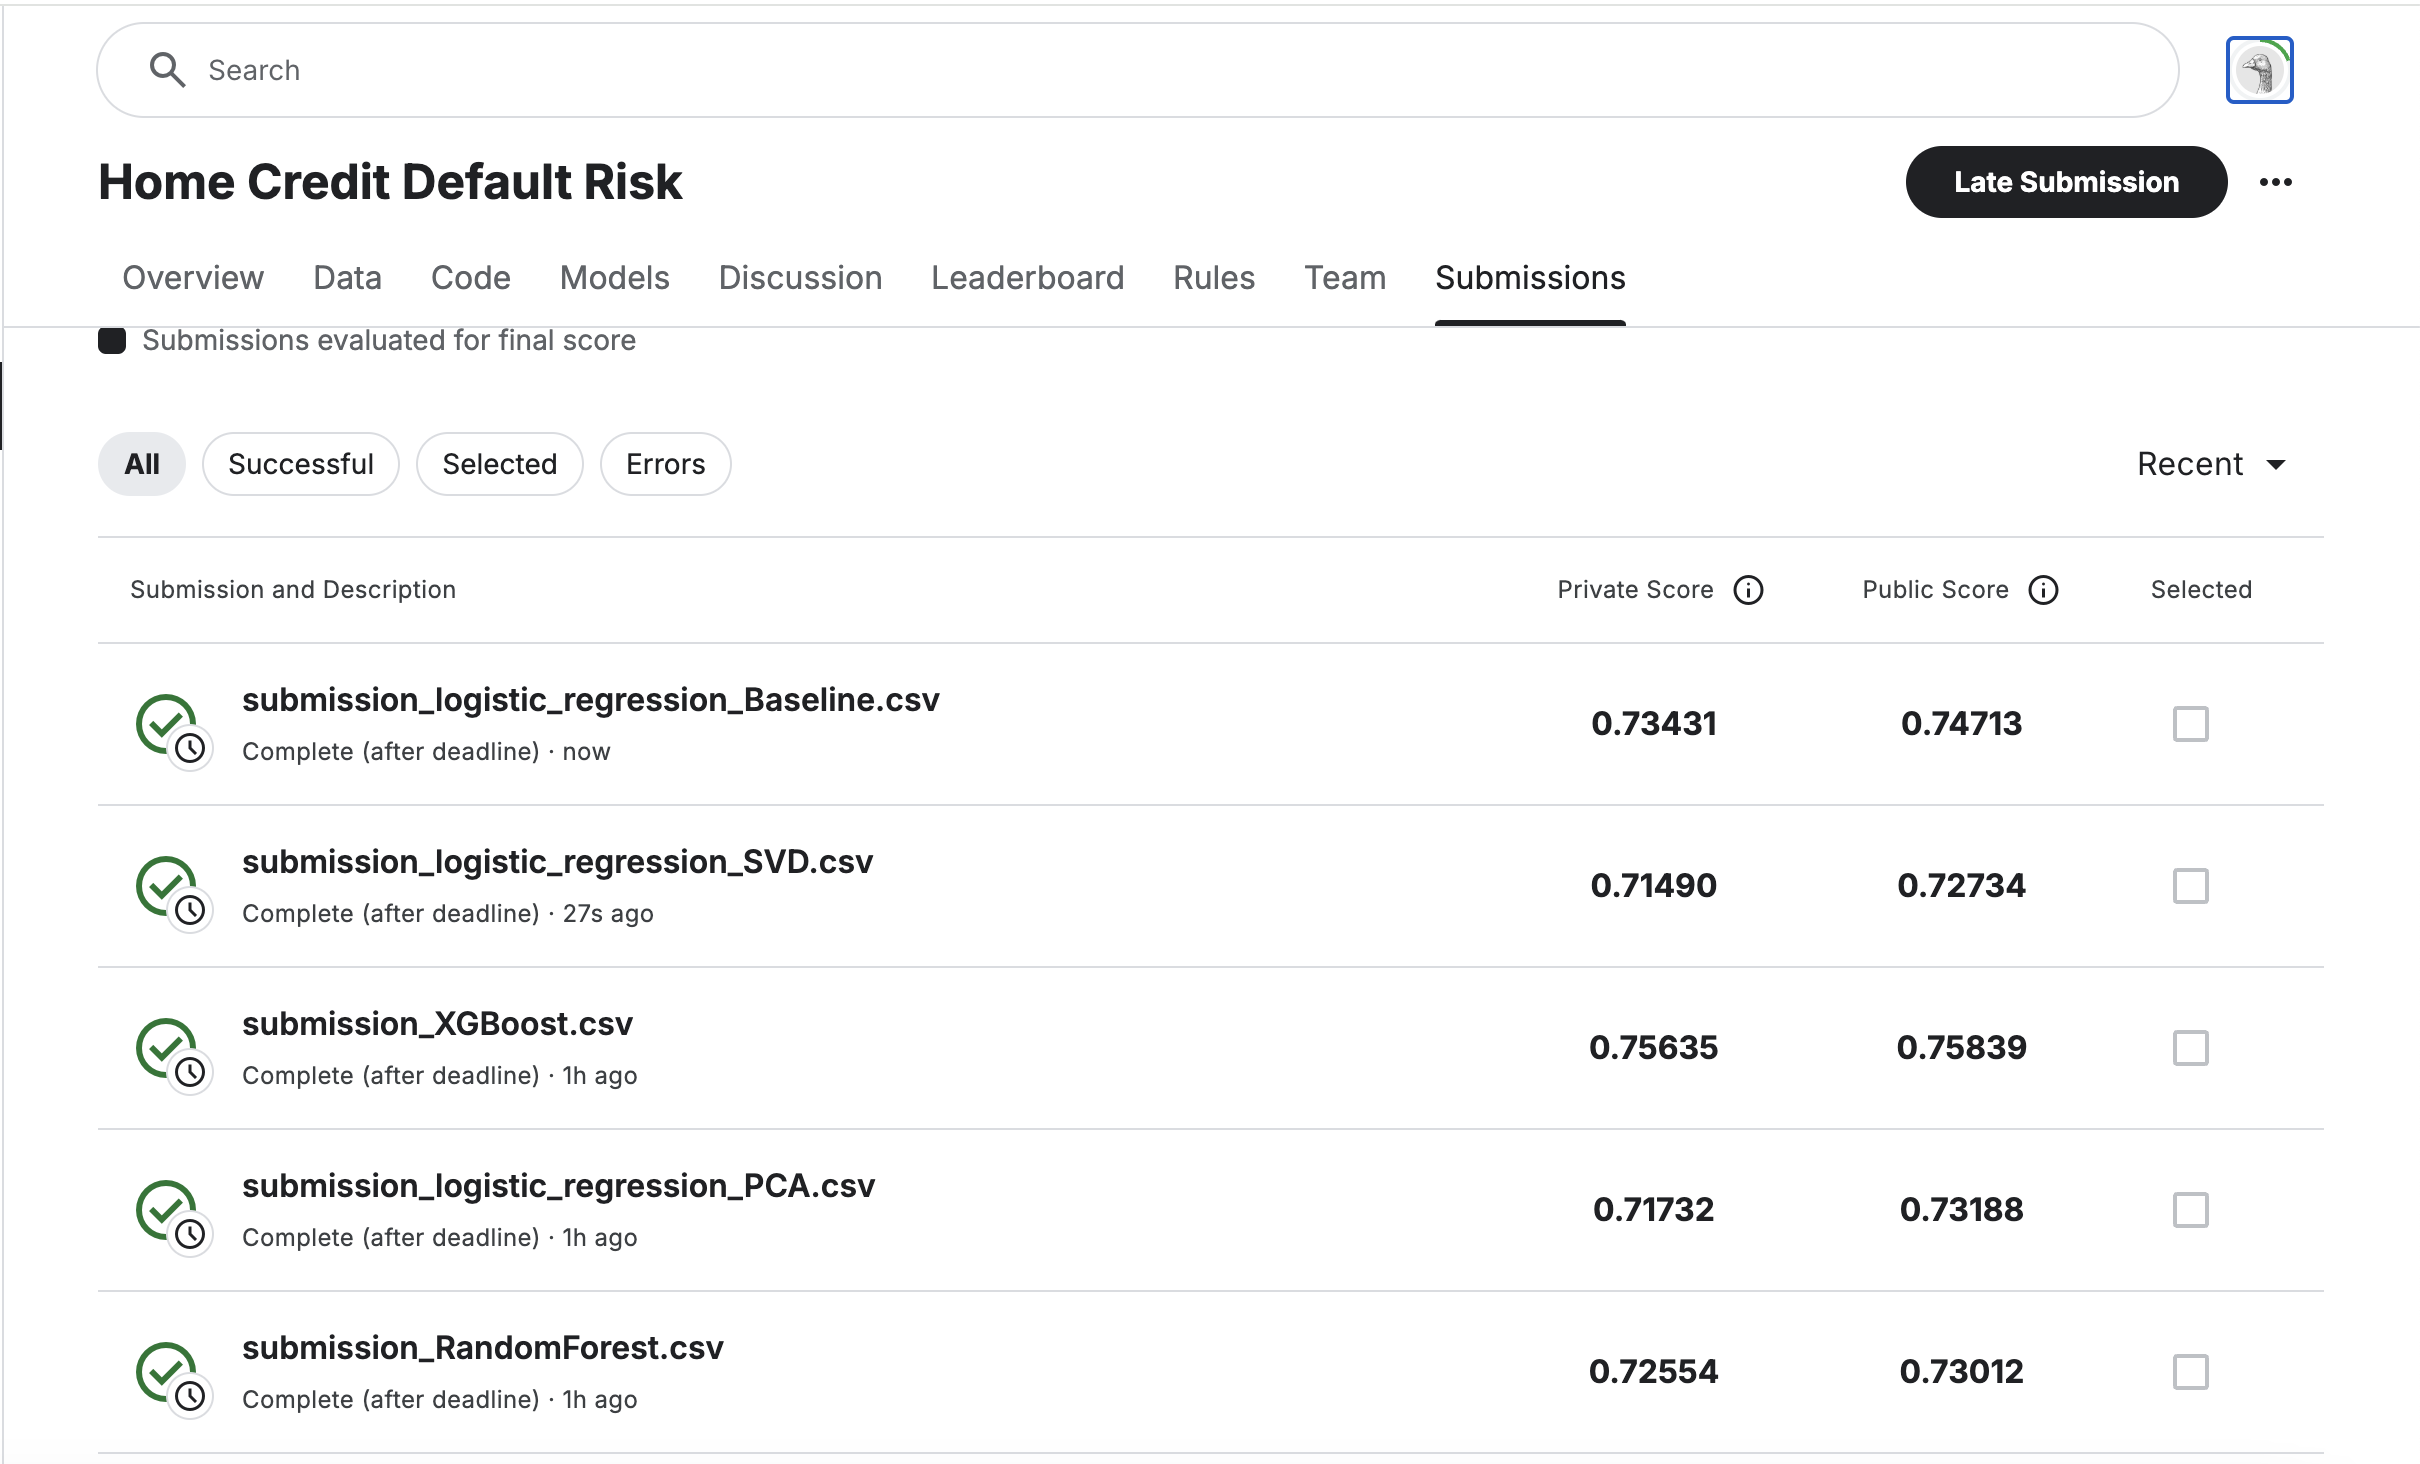 Search
Home Credit Default Risk
Late Submission
Overview Data Code Models Discussion Leaderboard Rules Team Submissions
Submissions evaluated for final score
All Successful Selected Errors Recent
Submission and Description Private Score Public Score Selected
submission_logistic_regression_Baseline.csv
Complete (after deadline) · now
0.73431 0.74713
submission_logistic_regression_SVD.csv
Complete (after deadline) · 27s ago
0.71490 0.72734
submission_XGBoost.csv
Complete (after deadline) · 1h ago
0.75635 0.75839
submission_logistic_regression_PCA.csv
Complete (after deadline) · 1h ago
0.71732 0.73188
submission_RandomForest.csv
Complete (after deadline) · 1h ago
0.72554 0.73012